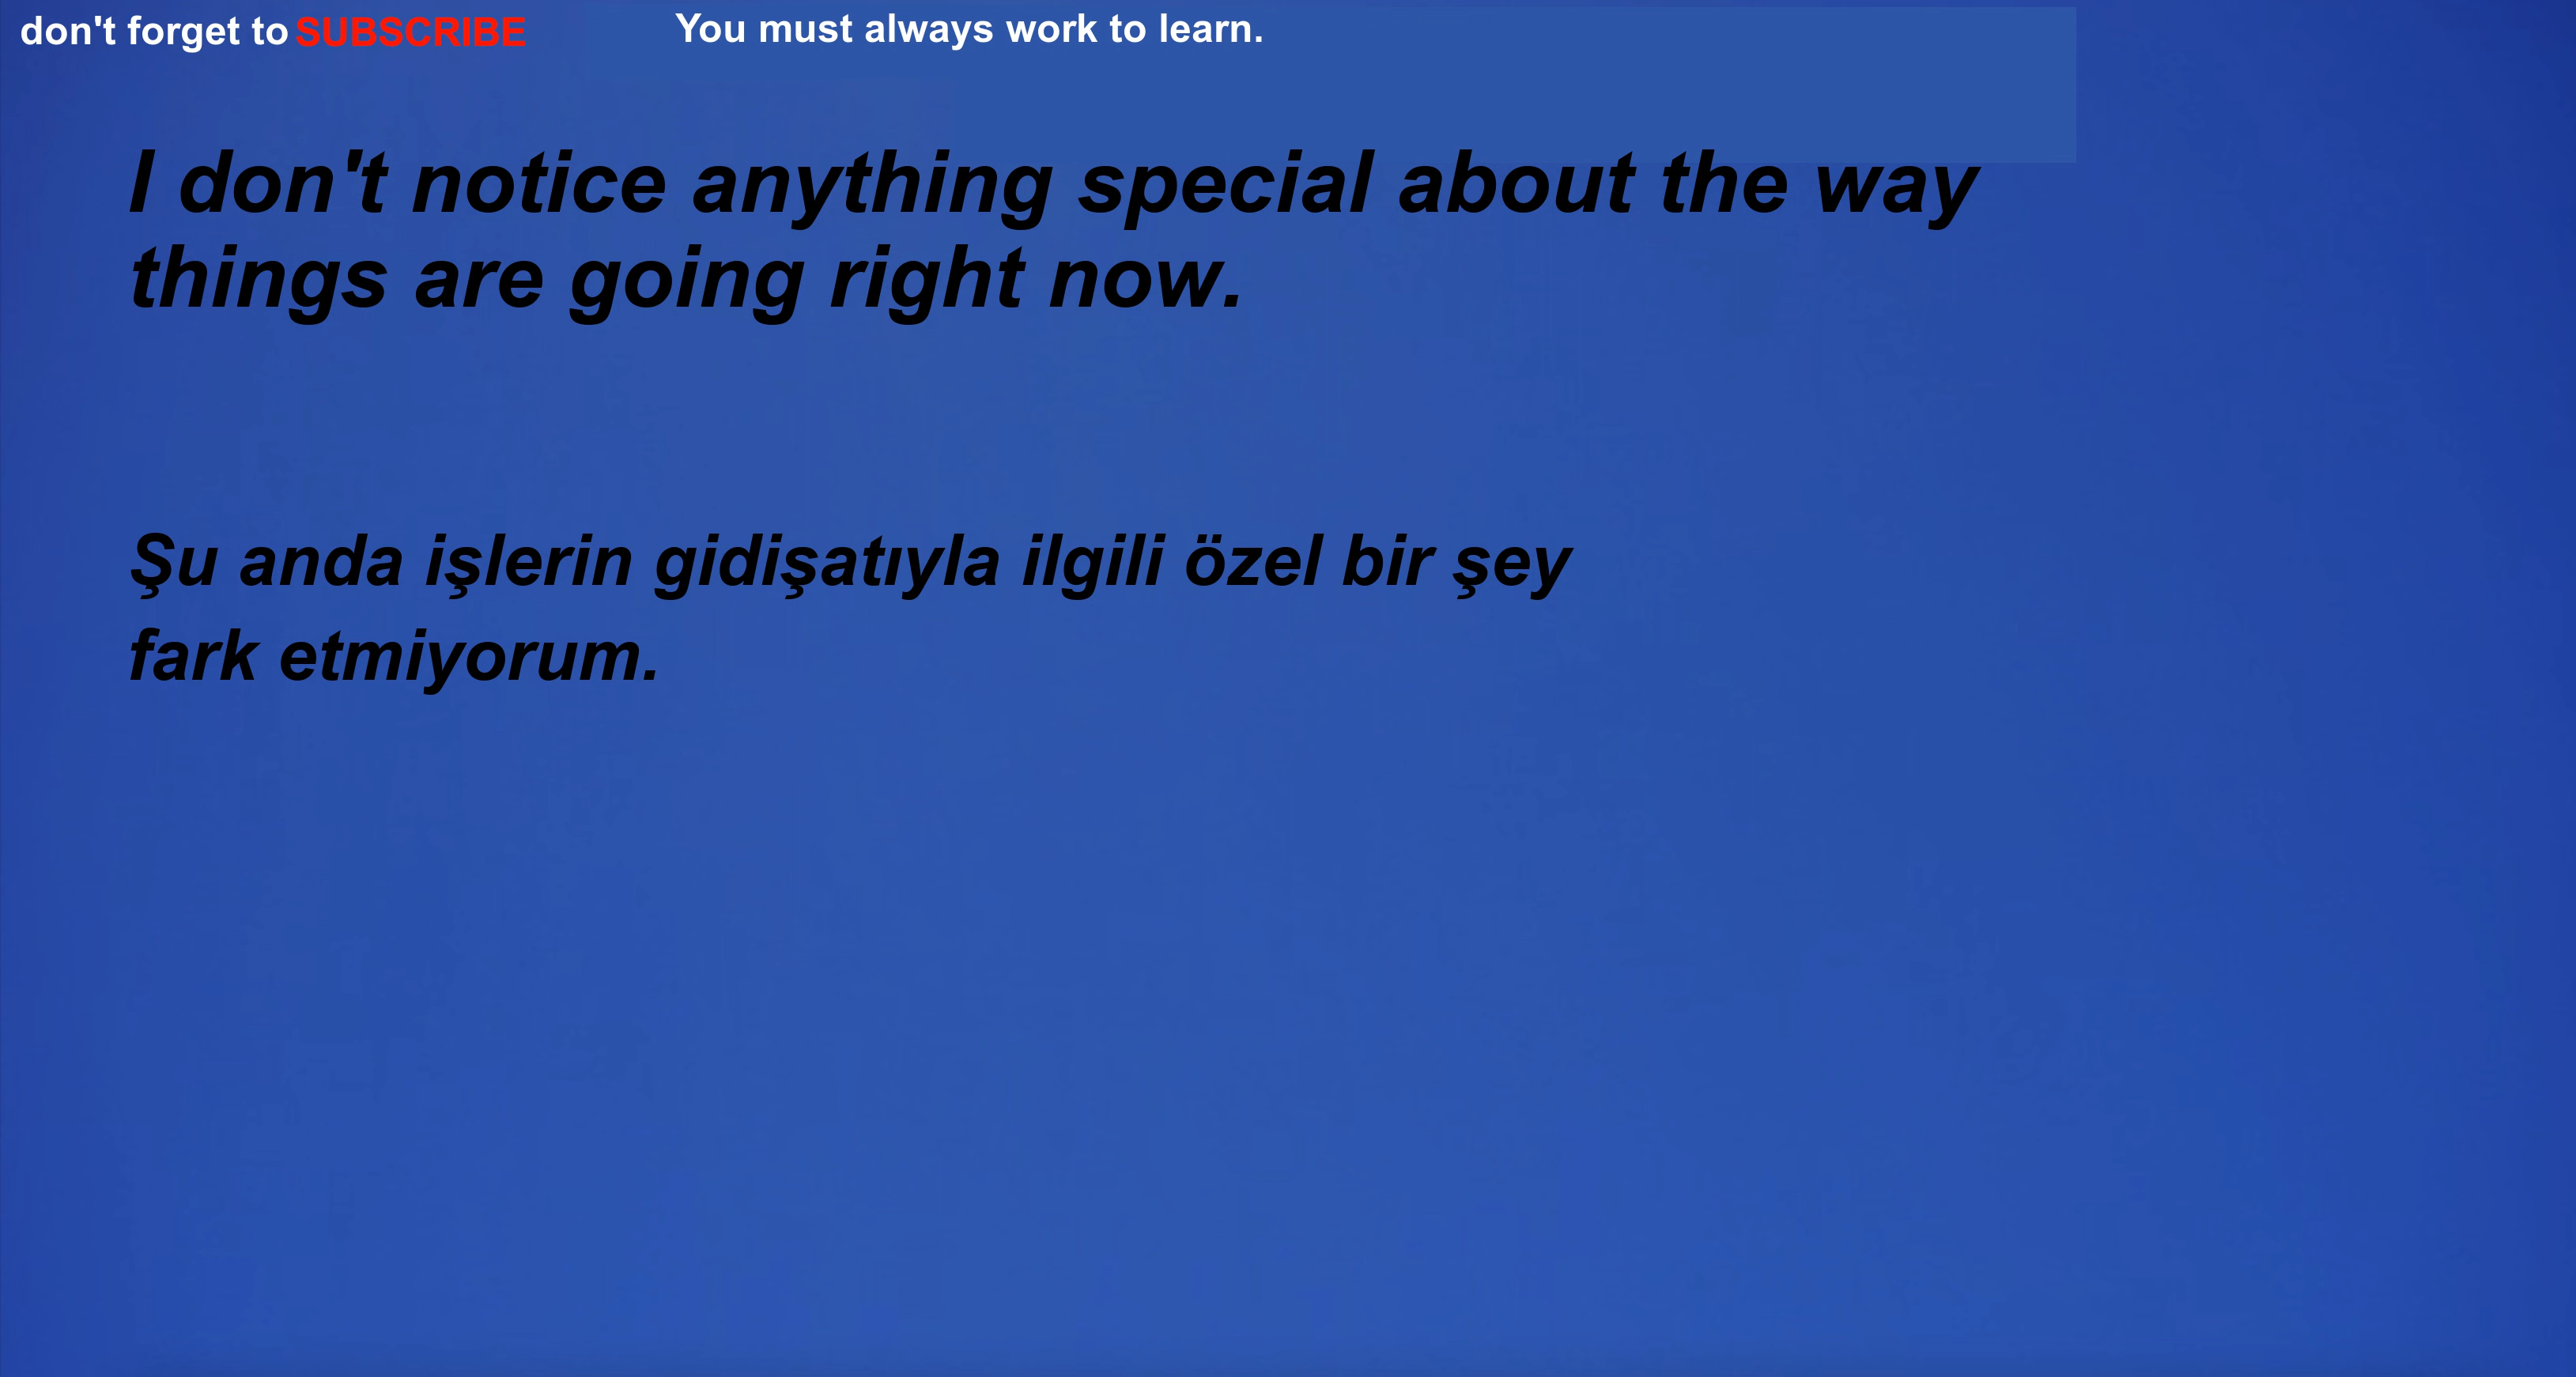 don't forget to SUBSCRIBE
You must always work to learn.
I don't notice anything special about the way
things are going right now.
Şu anda işlerin gidişatıyla ilgili özel bir şey
fark etmiyorum.